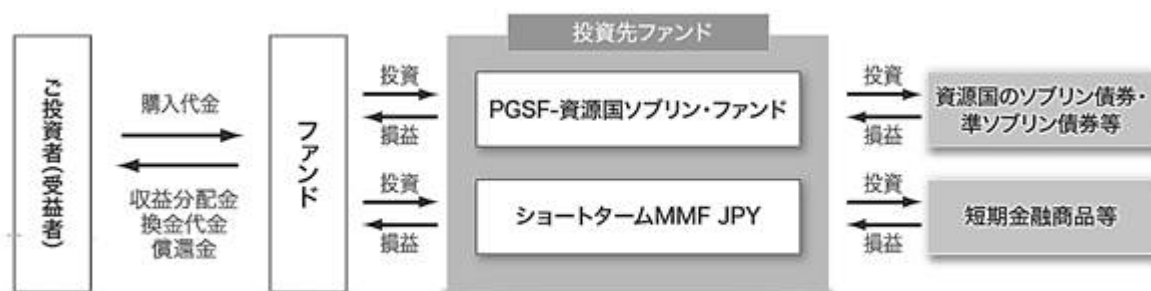 ご投資者(受益者)
購入代金
収益分配金
換金代金
償還金
ファンド
投資
損益
投資
損益
投資先ファンド
PGSF-資源国ソブリン・ファンド
ショートタームMMF JPY
投資
損益
投資
損益
資源国のソブリン債券・
準ソブリン債券等
短期金融商品等